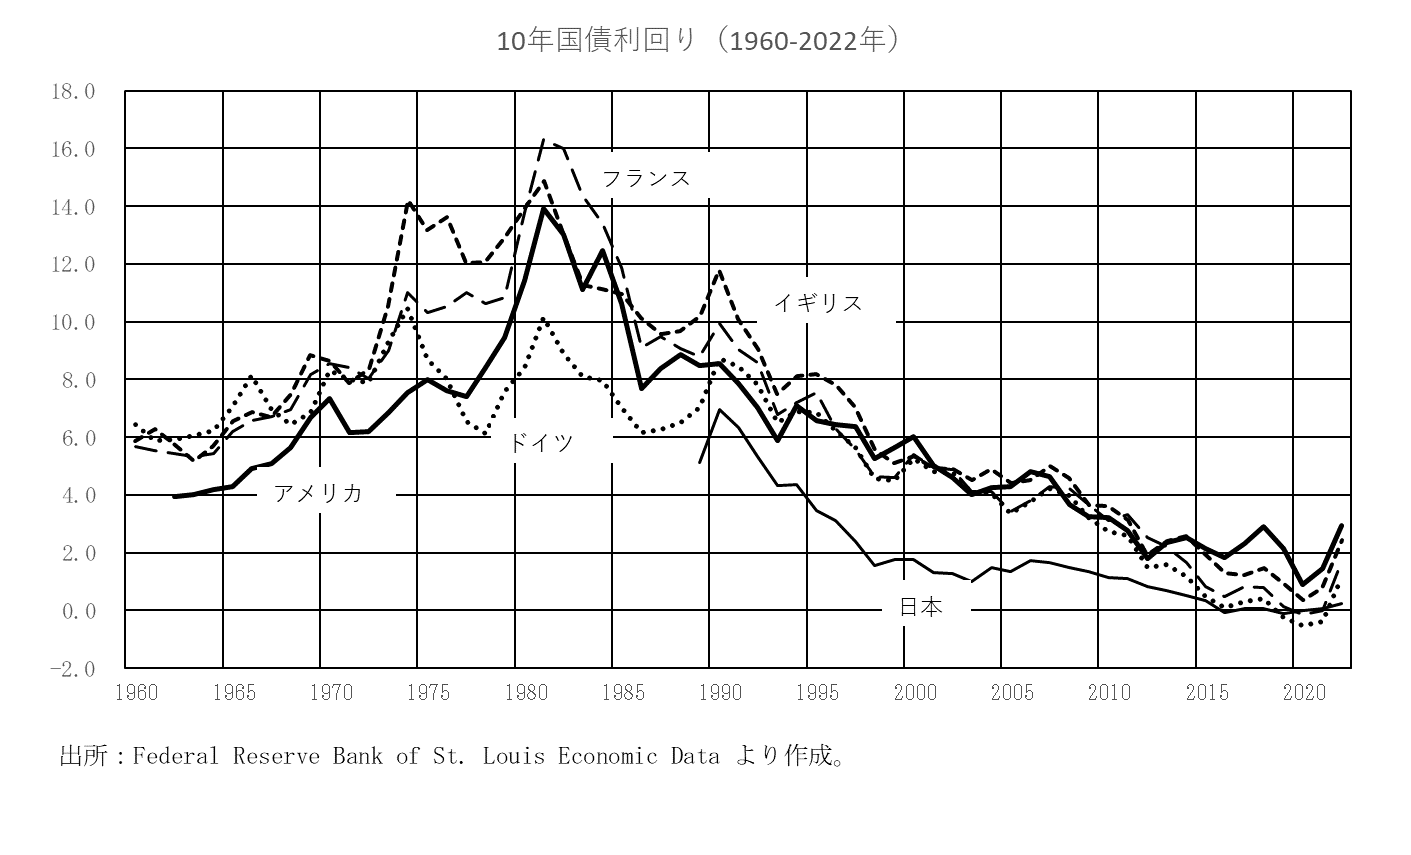 10年国債利回り（1960-2022年）
18.0
16.0
フランス
14.0
12.0
イギリス
10.0
8.0
ドイツ
6.0
アメリカ
4.0
2.0
日本
0.0
-2.0
1960 1965 1970 1975 1980 1985 1990 1995 2000 2005 2010 2015 2020
出所：Federal Reserve Bank of St. Louis Economic Data より作成。